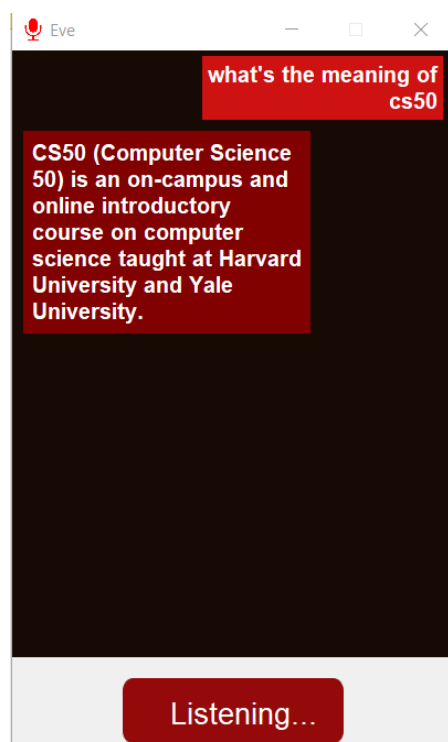 Eve
what's the meaning of
cs50
CS50 (Computer Science
50) is an on-campus and
online introductory
course on computer
science taught at Harvard
University and Yale
University.
Listening...